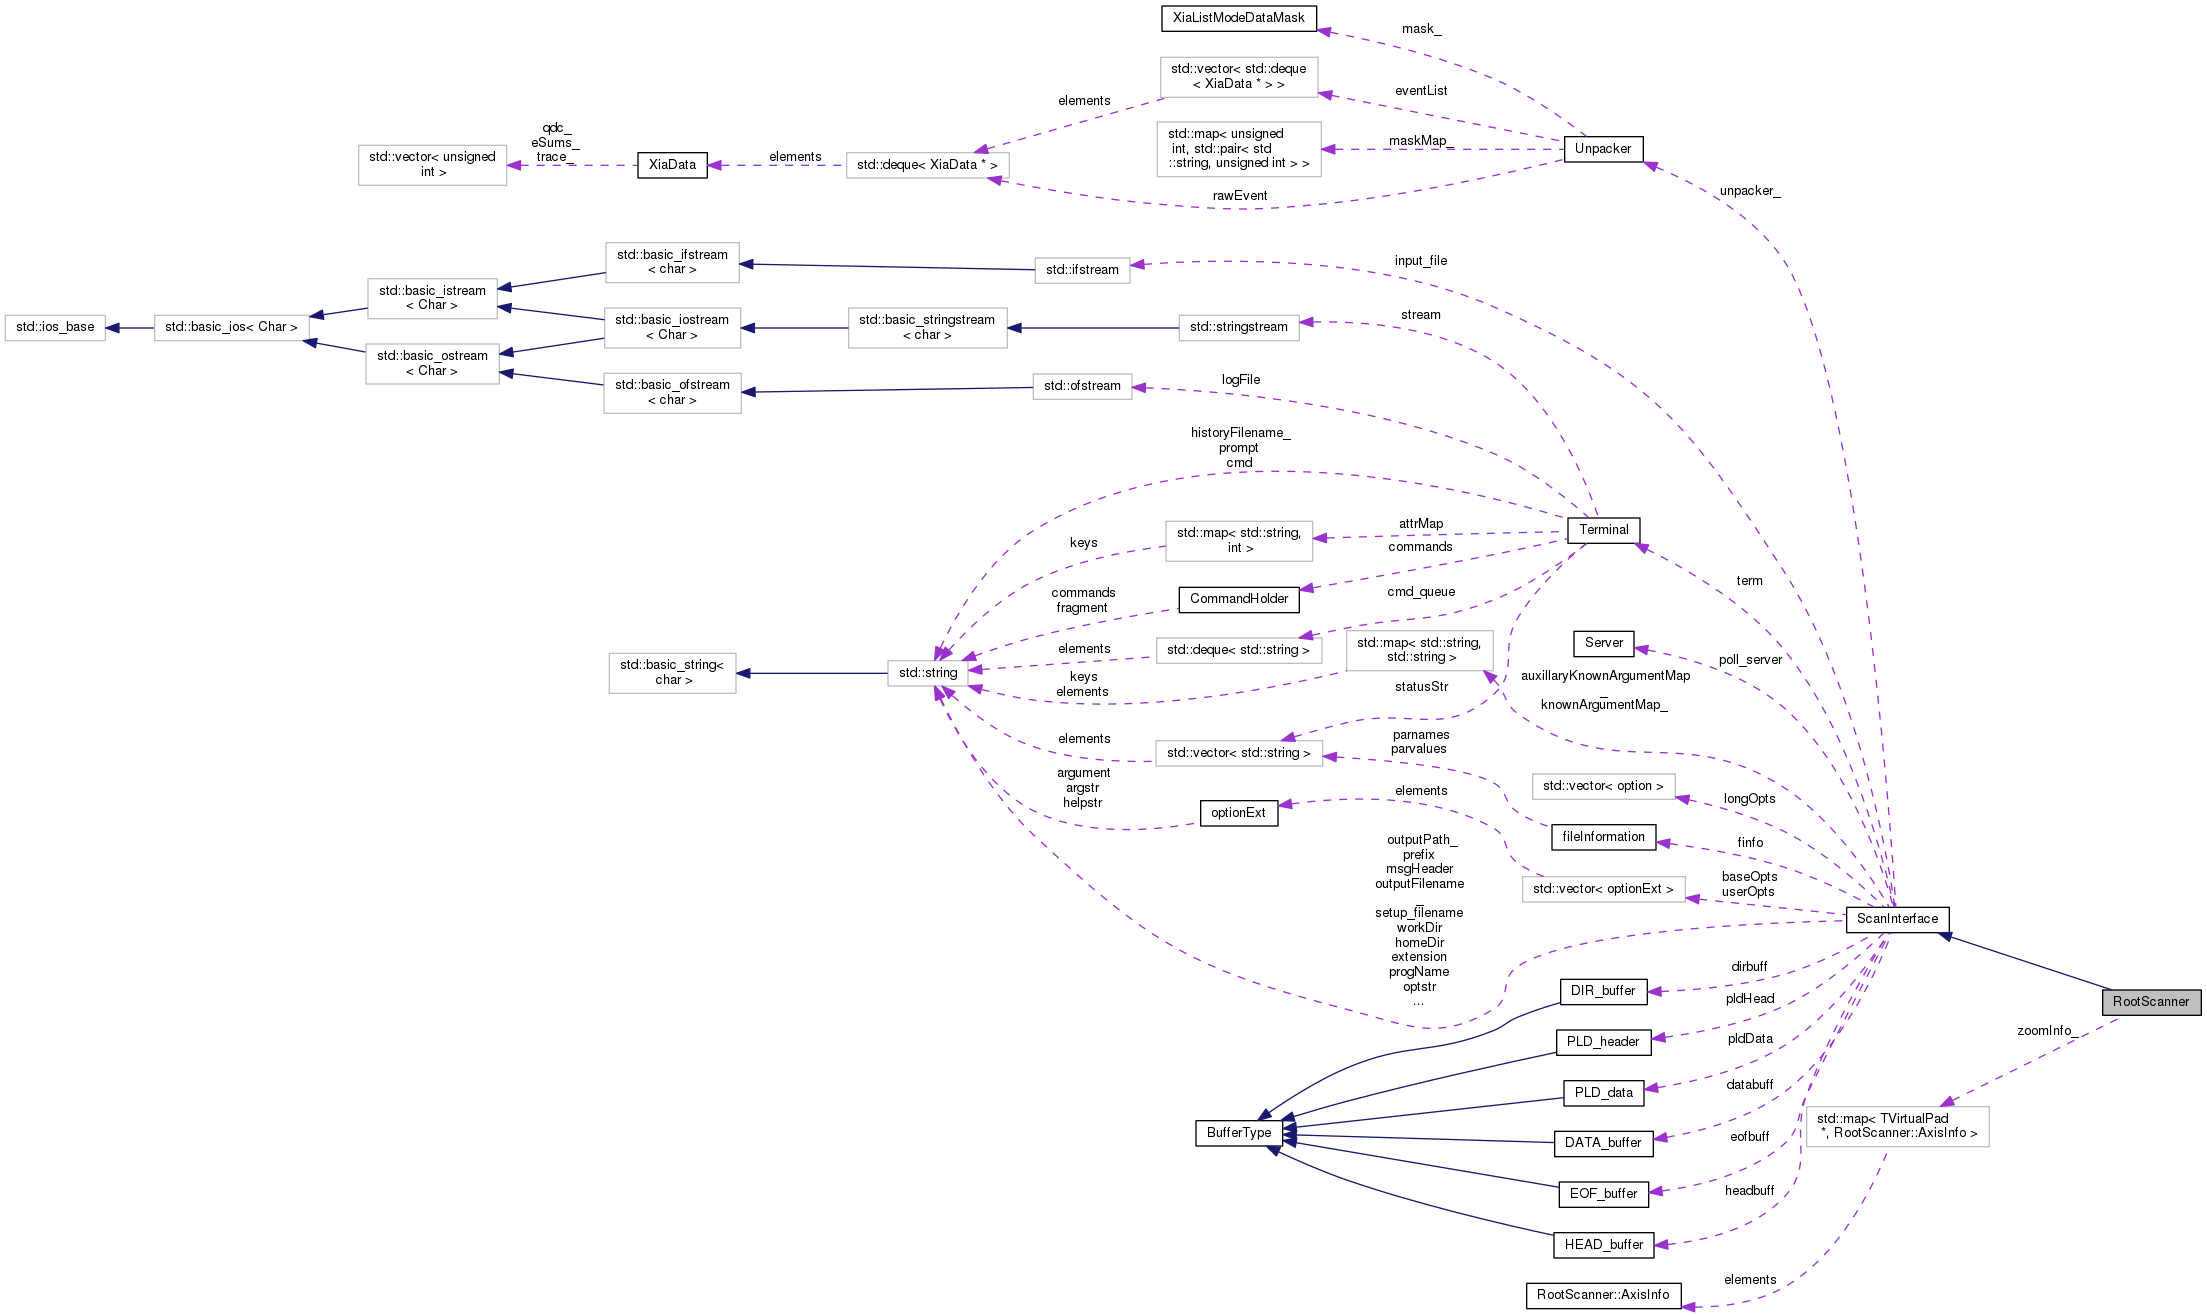 XiaListModeDataMask
mask_
std::vector< std::deque
< XiaData * > >
eventList
elements
qdc_
eSums_
trace_
std::map< unsigned
int, std::pair< std
::string, unsigned int > >
maskMap_
Unpacker
std::vector< unsigned
int >
XiaData
elements
std::deque< XiaData * >
rawEvent
unpacker_
std::basic_ifstream
< char >
std::ifstream
input_file
std::basic_istream
< Char >
std::ios_base
std::basic_ios< Char >
std::basic_iostream
< Char >
std::basic_stringstream
< char >
std::stringstream
stream
std::basic_ostream
< Char >
std::basic_ofstream
< char >
std::ofstream
logFile
historyFilename_
prompt
cmd
Terminal
attrMap
std::map< std::string,
int >
keys
commands
term
commands
fragment
CommandHolder
cmd_queue
std::deque< std::string >
elements
std::map< std::string,
std::string >
Server
poll_server
std::basic_string<
char >
std::string
keys
elements
auxillaryKnownArgumentMap
_
knownArgumentMap_
statusStr
elements
std::vector< std::string >
parnames
parvalues
argument
argstr
helpstr
optionExt
elements
std::vector< option >
longOpts
fileInformation
finfo
std::vector< optionExt >
baseOpts
userOpts
outputPath_
prefix
msgHeader
outputFilename
_
setup_filename
workDir
homeDir
extension
progName
optstr
...
ScanInterface
dirbuff
DIR_buffer
pldHead
RootScanner
PLD_header
pldData
zoomInfo_
PLD_data
databuff
BufferType
DATA_buffer
eofbuff
std::map< TVirtualPad
*, RootScanner::AxisInfo >
EOF_buffer
headbuff
HEAD_buffer
elements
RootScanner::AxisInfo